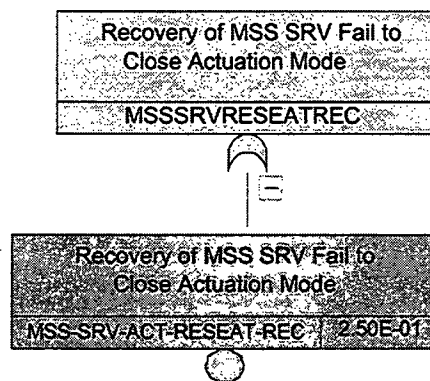 Recovery of MSS SRV Fail to
Close Actuation Mode
MSSSRVRESEATREC
Recovery of MSS SRV Fail to
Close Actuation Mode
MSS-SRV-ACT-RESEAT-REC 2.50E-01